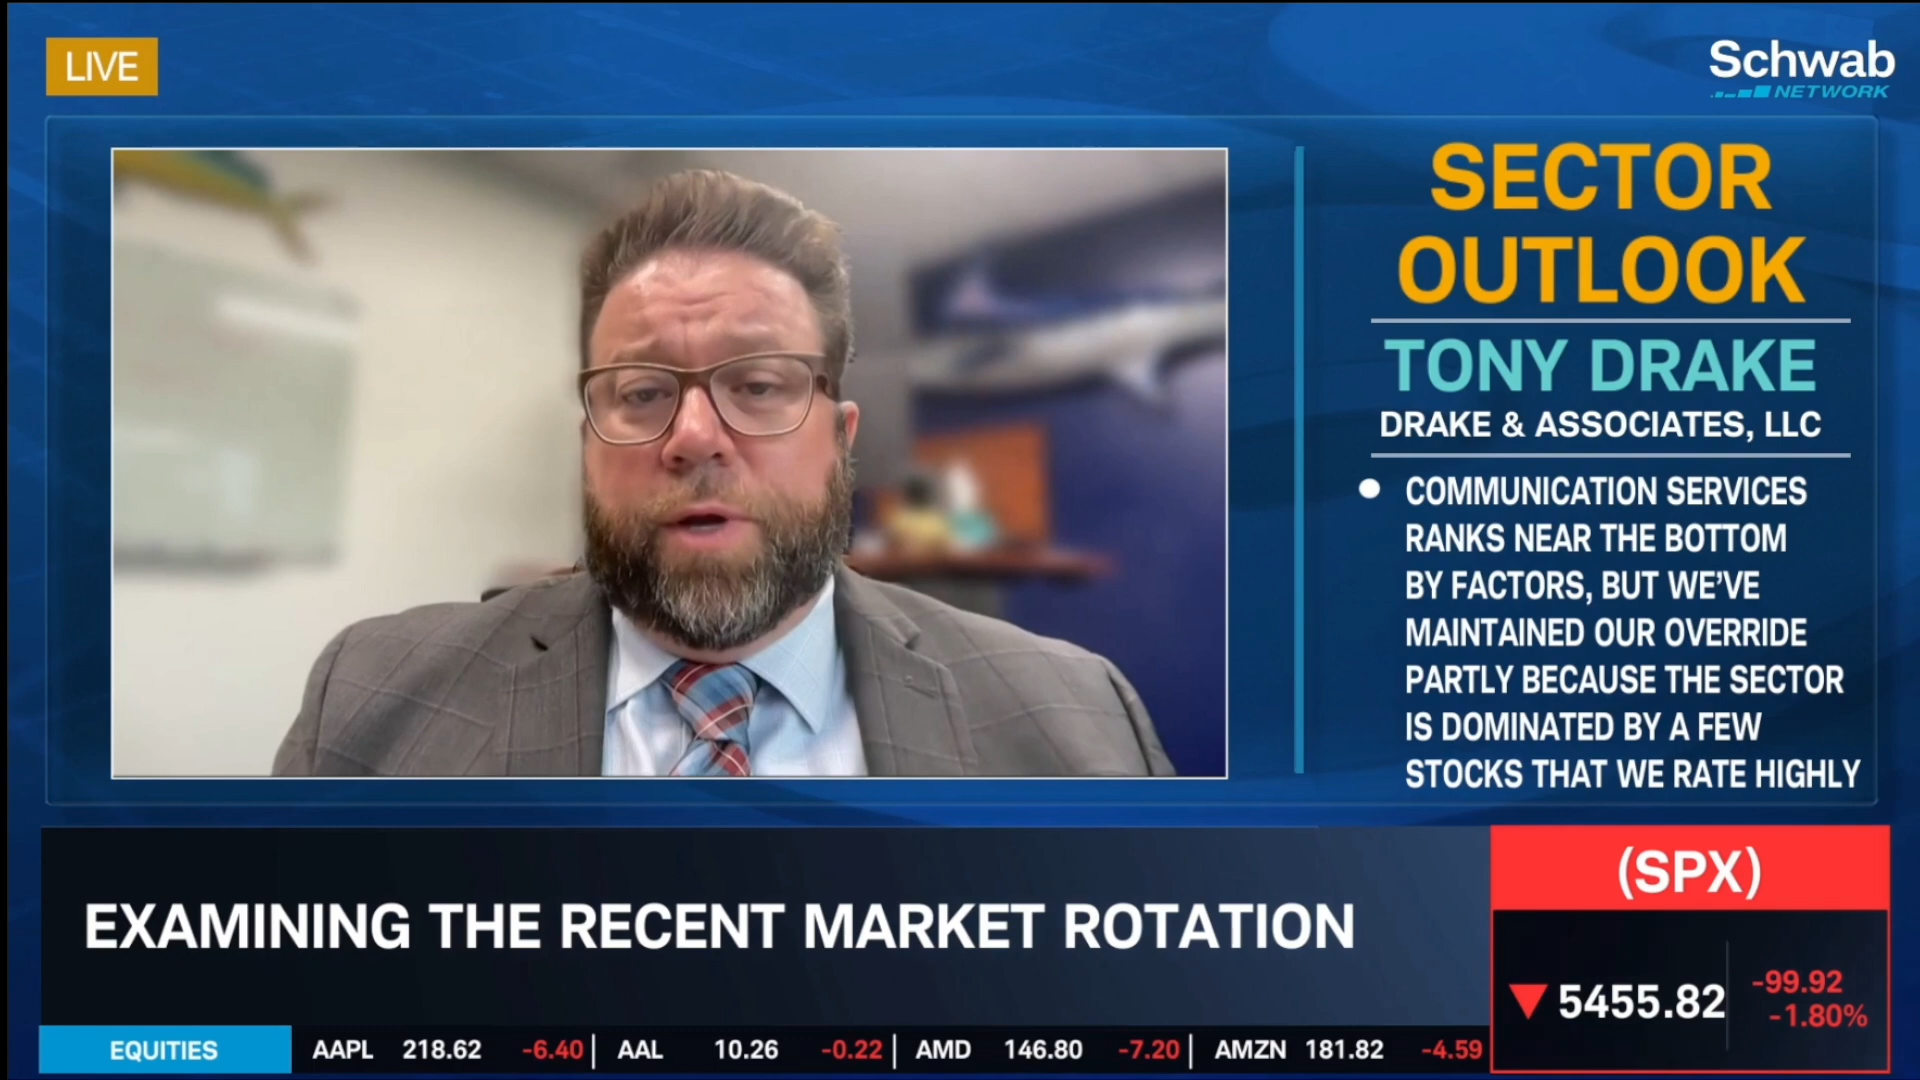 LIVE
Schwab
NETWORK
SECTOR
OUTLOOK
TONY DRAKE
DRAKE & ASSOCIATES, LLC
• COMMUNICATION SERVICES
RANKS NEAR THE BOTTOM
BY FACTORS, BUT WE'VE
MAINTAINED OUR OVERRIDE
PARTLY BECAUSE THE SECTOR
IS DOMINATED BY A FEW
STOCKS THAT WE RATE HIGHLY
EXAMINING THE RECENT MARKET ROTATION
(SPX)
▼ 5455.82
-99.92
-1.80%
EQUITIES AAPL 218.62 -6.40 | AAL 10.26 -0.22 | AMD 146.80 -7.20 | AMZN 181.82 -4.59